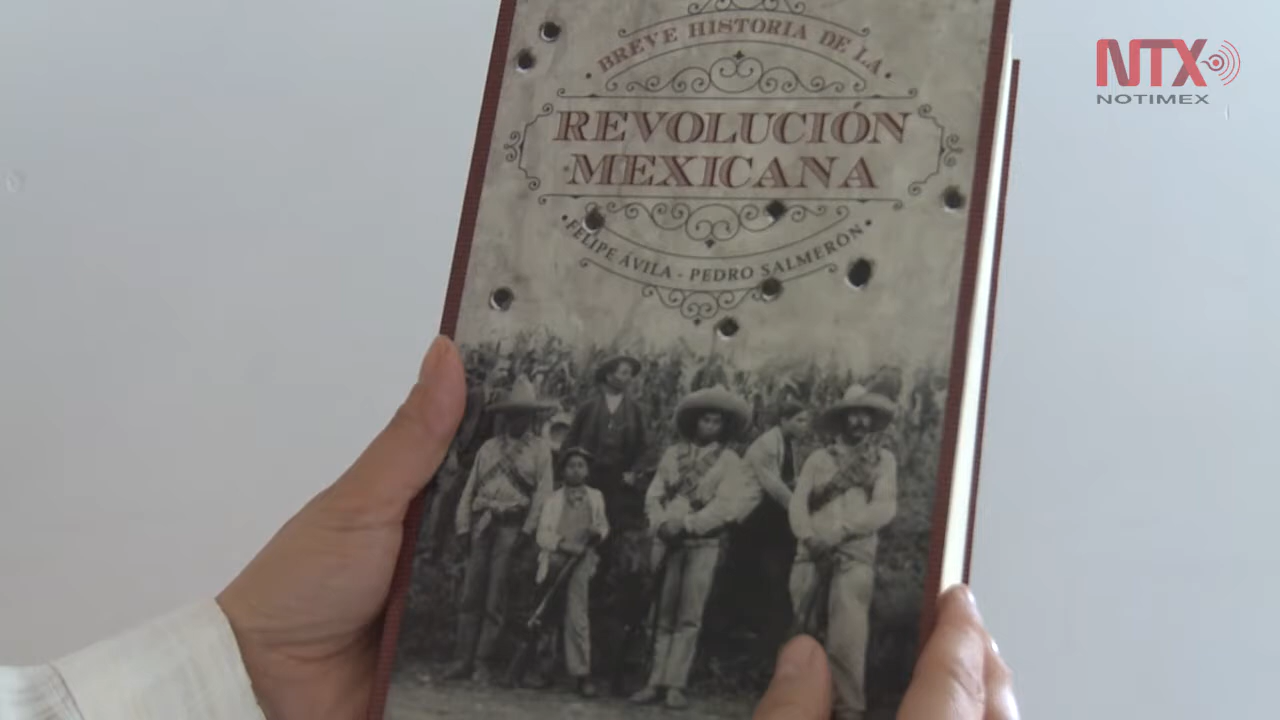 BREVE HISTORIA DE LA
REVOLUCIÓN
MEXICANA
FELIPE ÁVILA - PEDRO SALMERÓN
NTX
NOTIMEX